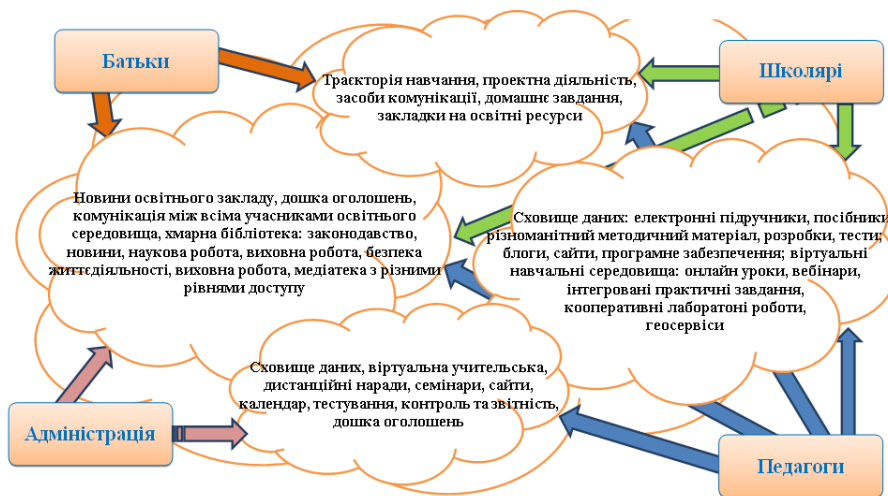 Батьки
Школярі
Траєкторія навчання, проектна діяльність,
засоби комунікації, домашнє завдання,
закладки на освітні ресурси
Новини освітнього закладу, дошка оголошень,
комунікація між всіма учасниками освітнього
середовища, хмарна бібліотека: законодавство,
новини, наукова робота, виховна робота, безпека
життєдіяльності, виховна робота, медіатека з різними
рівнями доступу
Сховище даних: електронні підручники, посібники,
різноманітний методичний матеріал, розробки, тести;
блоги, сайти, програмне забезпечення; віртуальні
навчальні середовища: онлайн уроки, вебінари,
інтегровані практичні завдання,
кооперативні лабораторні роботи,
геосервіси
Сховище даних, віртуальна учительська,
дистанційні наради, семінари, сайти,
календар, тестування, контроль та звітність,
дошка оголошень
Адміністрація
Педагоги